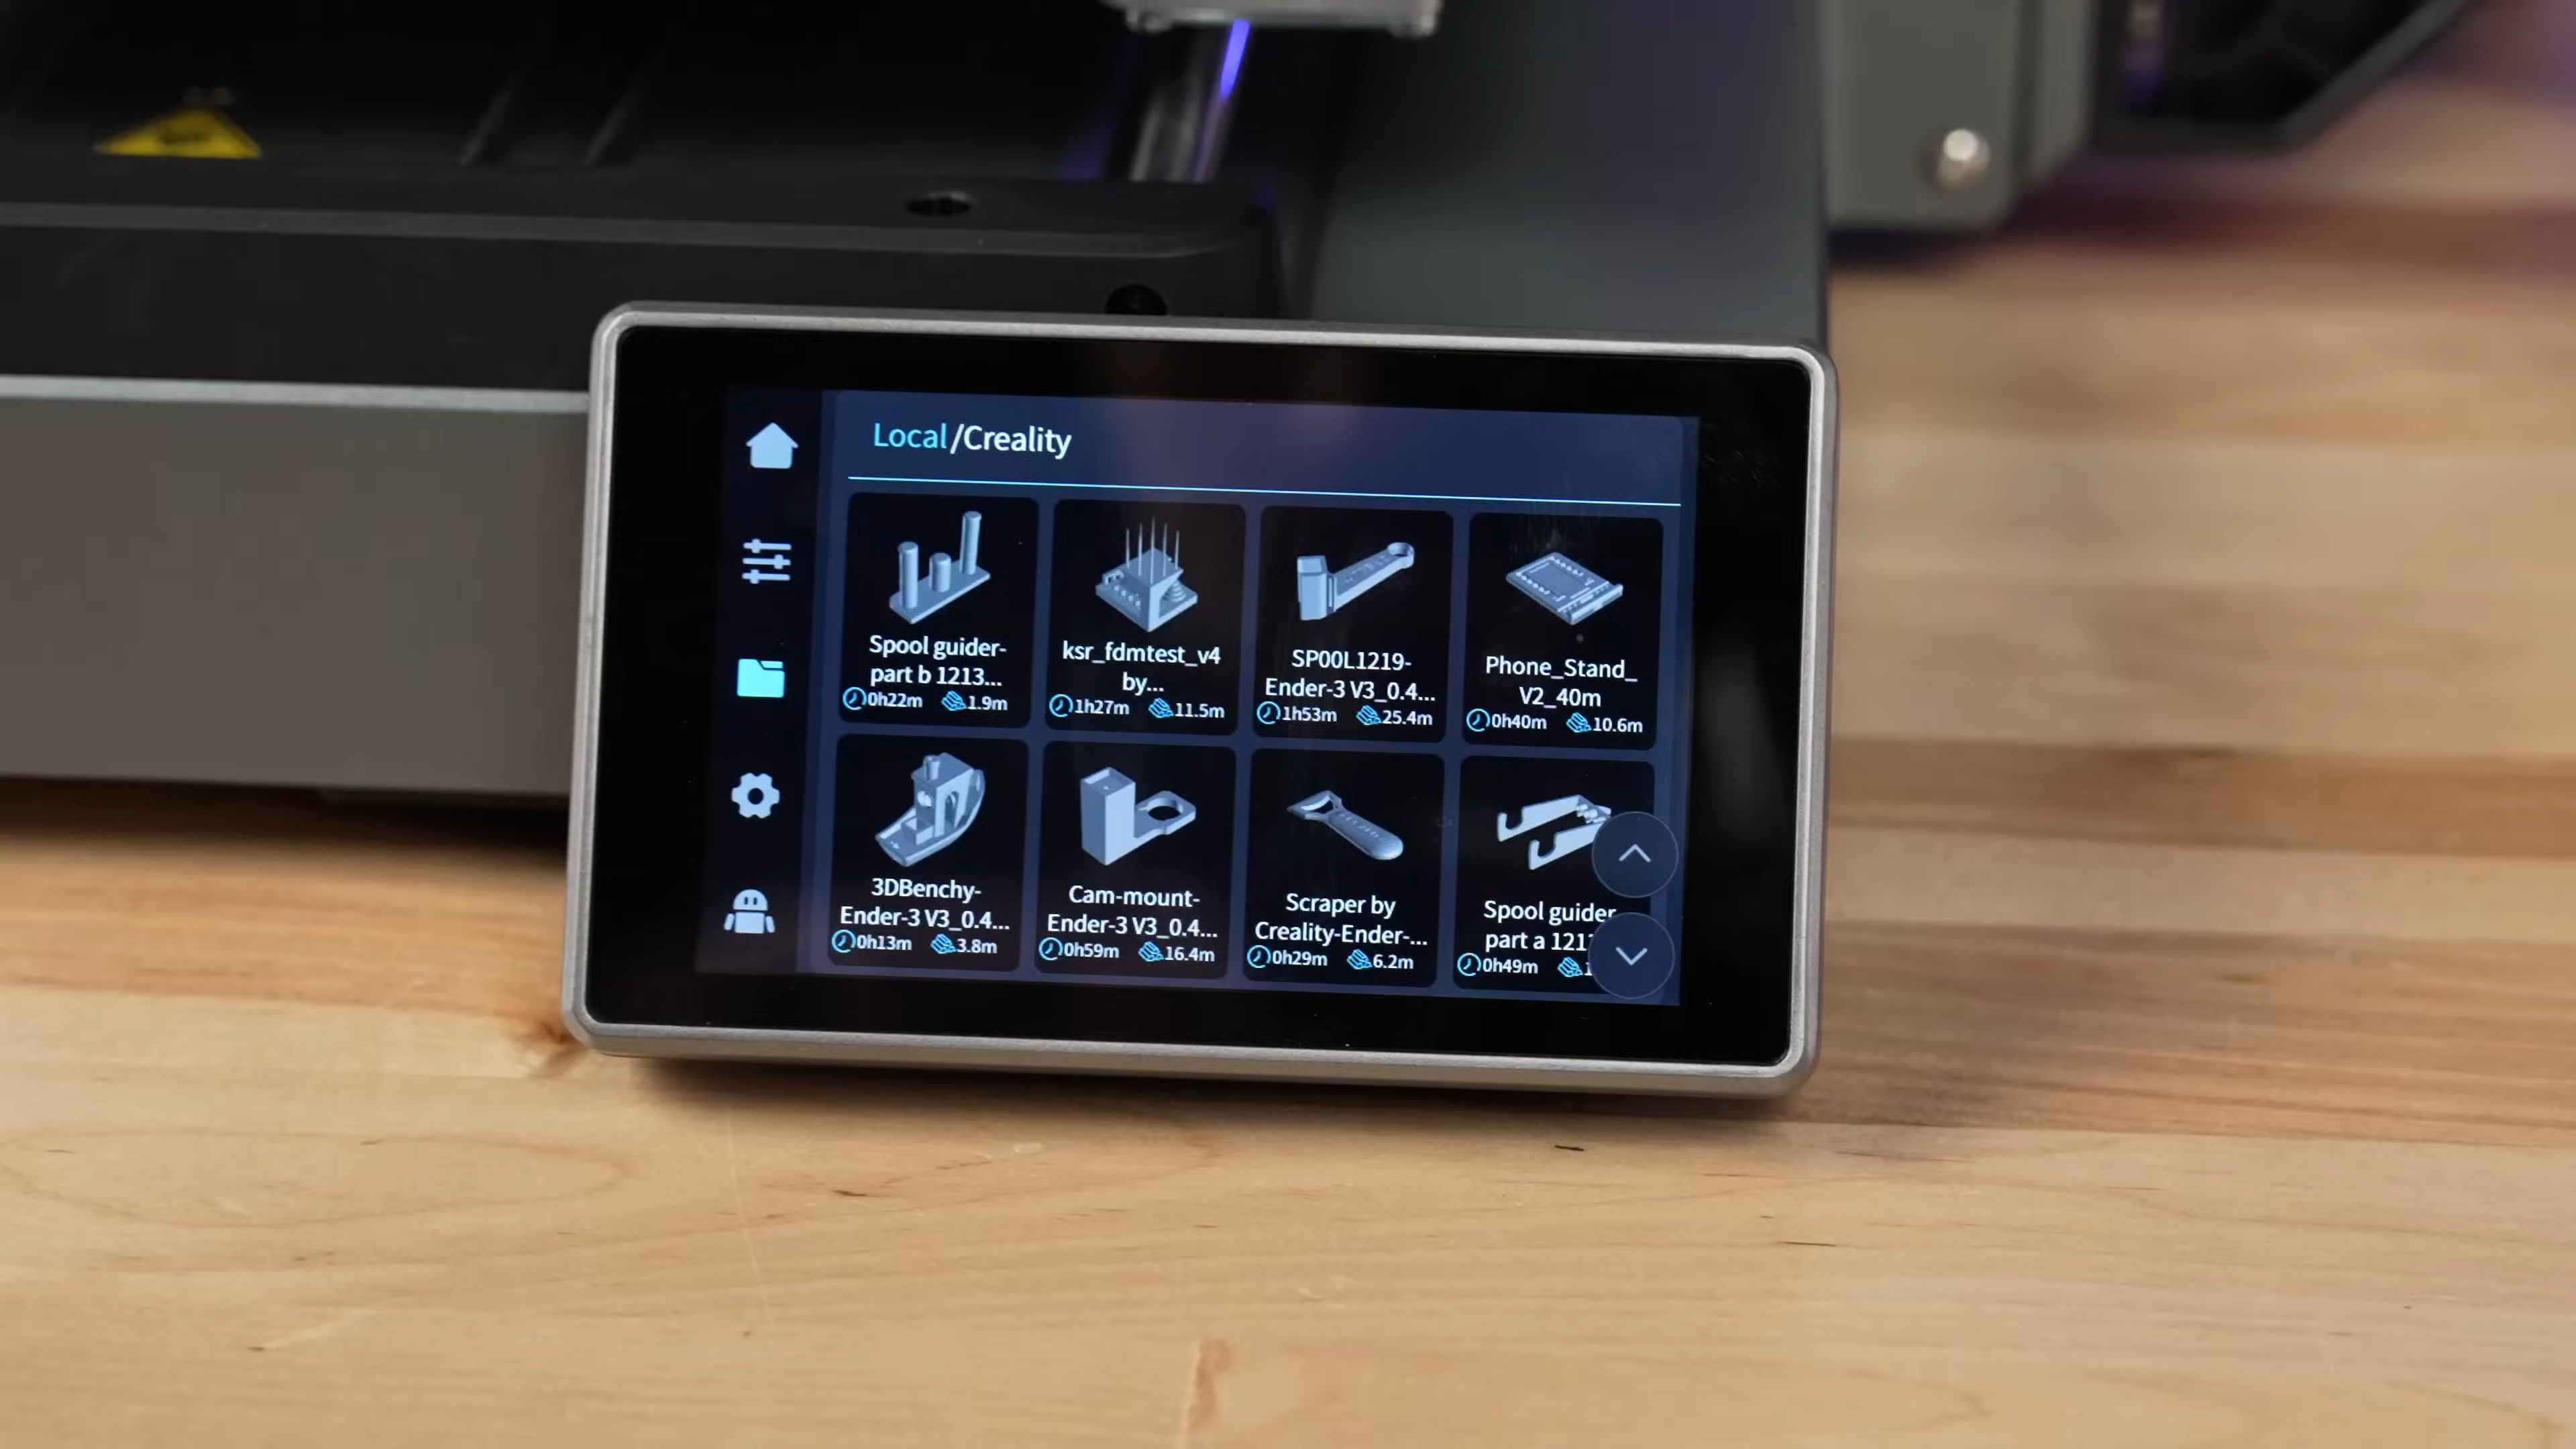 Local/Creality
Spool guider-
part b 1213...
0h22m 1.9m
ksr_fdmtest_v4
by...
1h27m 11.5m
SP00L1219-
Ender-3 V3_0.4...
1h53m 25.4m
Phone_Stand_
V2_40m
0h40m 10.6m
3DBenchy-
Ender-3 V3_0.4...
0h13m 3.8m
Cam-mount-
Ender-3 V3_0.4...
0h59m 16.4m
Scraper by
Creality-Ender-...
0h29m 6.2m
Spool guider
part a
0h49m